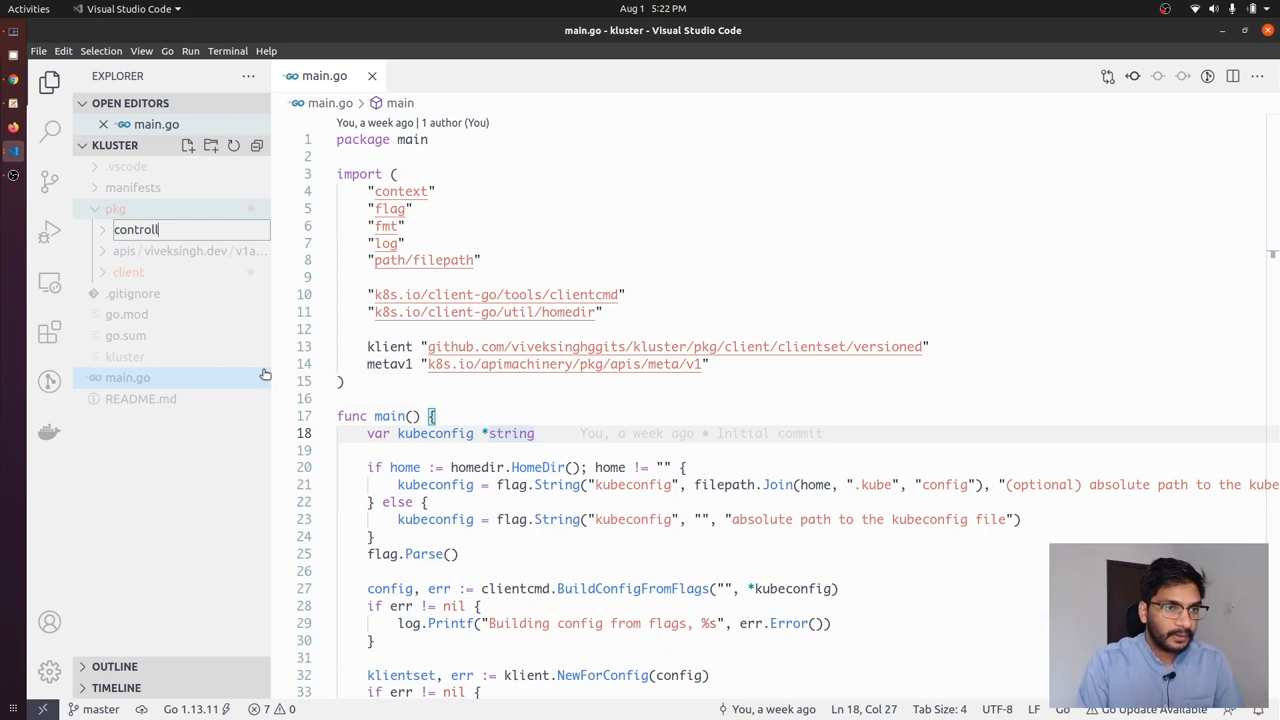 Activities
Visual Studio Code
Aug 1 5:22 PM
main.go - kluster - Visual Studio Code
File Edit Selection View Go Run Terminal Help
EXPLORER
OPEN EDITORS
main.go
KLUSTER
.vscode
manifests
pkg
controll
apis / viveksingh.dev / v1a...
client
.gitignore
go.mod
go.sum
kluster
main.go
README.md
OUTLINE
TIMELINE
main.go
main.go > main
You, a week ago | 1 author (You)
1 package main
2
3 import (
4 "context"
5 "flag"
6 "fmt"
7 "log"
8 "path/filepath"
9
10 "k8s.io/client-go/tools/clientcmd"
11 "k8s.io/client-go/util/homedir"
12
13 klient "github.com/viveksinghggits/kluster/pkg/client/clientset/versioned"
14 metav1 "k8s.io/apimachinery/pkg/apis/meta/v1"
15 )
16
17 func main() {
18 var kubeconfig *string You, a week ago • Initial commit
19
20 if home := homedir.HomeDir(); home != "" {
21 kubeconfig = flag.String("kubeconfig", filepath.Join(home, ".kube", "config"), "(optional) absolute path to the kube
22 } else {
23 kubeconfig = flag.String("kubeconfig", "", "absolute path to the kubeconfig file")
24 }
25 flag.Parse()
26
27 config, err := clientcmd.BuildConfigFromFlags("", *kubeconfig)
28 if err != nil {
29 log.Printf("Building config from flags, %s", err.Error())
30 }
31
32 klientset, err := klient.NewForConfig(config)
33 if err != nil {
master Go 1.13.11 7 0 You, a week ago Ln 18, Col 27 Tab Size: 4 UTF-8 LF Go Go Update Available